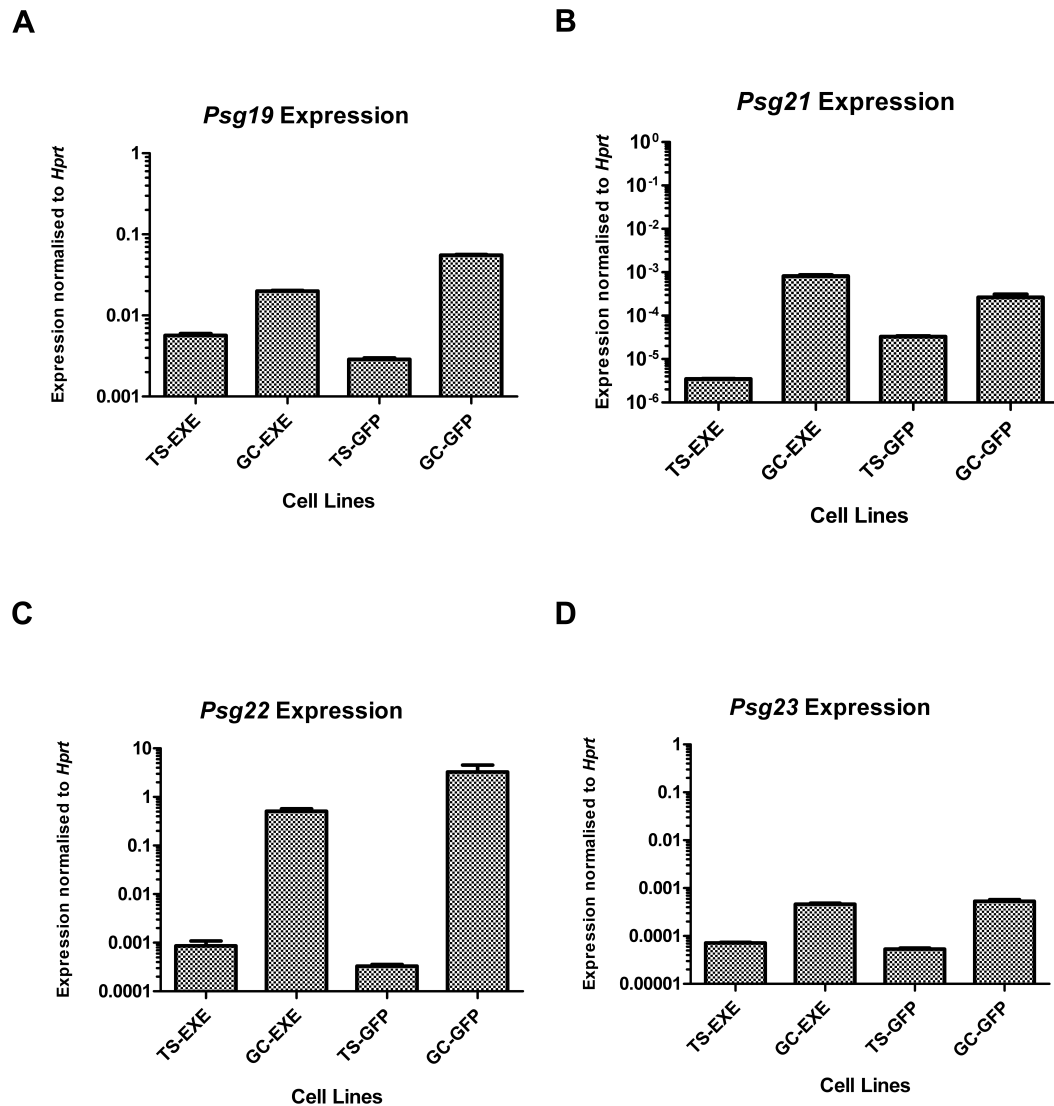 A
Psg19 Expression
Expression normalised to Hprt
1
0.1
0.01
0.001
TS-EXE
GC-EXE
TS-GFP
GC-GFP
Cell Lines
B
Psg21 Expression
Expression normalised to Hprt
10⁰
10⁻¹
10⁻²
10⁻³
10⁻⁴
10⁻⁵
10⁻⁶
TS-EXE
GC-EXE
TS-GFP
GC-GFP
Cell Lines
C
Psg22 Expression
Expression normalised to Hprt
10
1
0.1
0.01
0.001
0.0001
TS-EXE
GC-EXE
TS-GFP
GC-GFP
Cell Lines
D
Psg23 Expression
Expression normalised to Hprt
1
0.1
0.01
0.001
0.0001
0.00001
TS-EXE
GC-EXE
TS-GFP
GC-GFP
Cell Lines